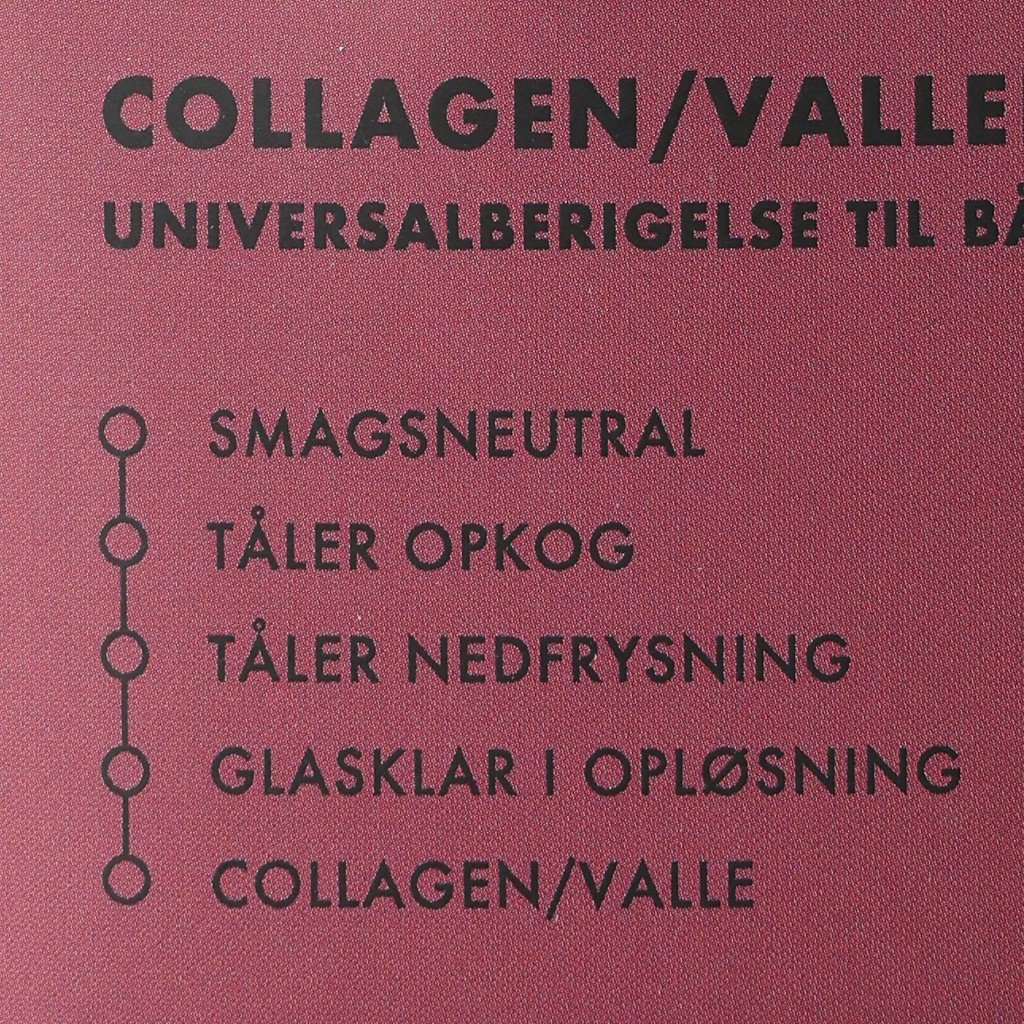 COLLAGEN/VALLE
UNIVERSALBERIGELSE TIL
SMAGSNEUTRAL
TÅLER OPKOG
TÅLER NEDFRYSNING
GLASKLAR I OPLØSNING
COLLAGEN/VALLE